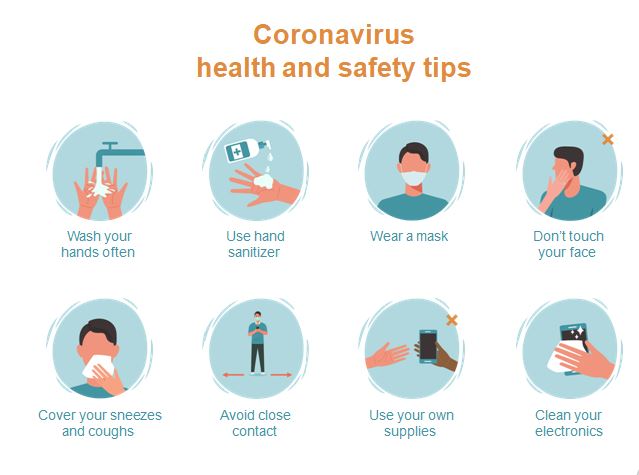 Coronavirus
health and safety tips
Wash your
hands often
Use hand
sanitizer
Wear a mask
Don't touch
your face
Cover your sneezes
and coughs
Avoid close
contact
Use your own
supplies
Clean your
electronics